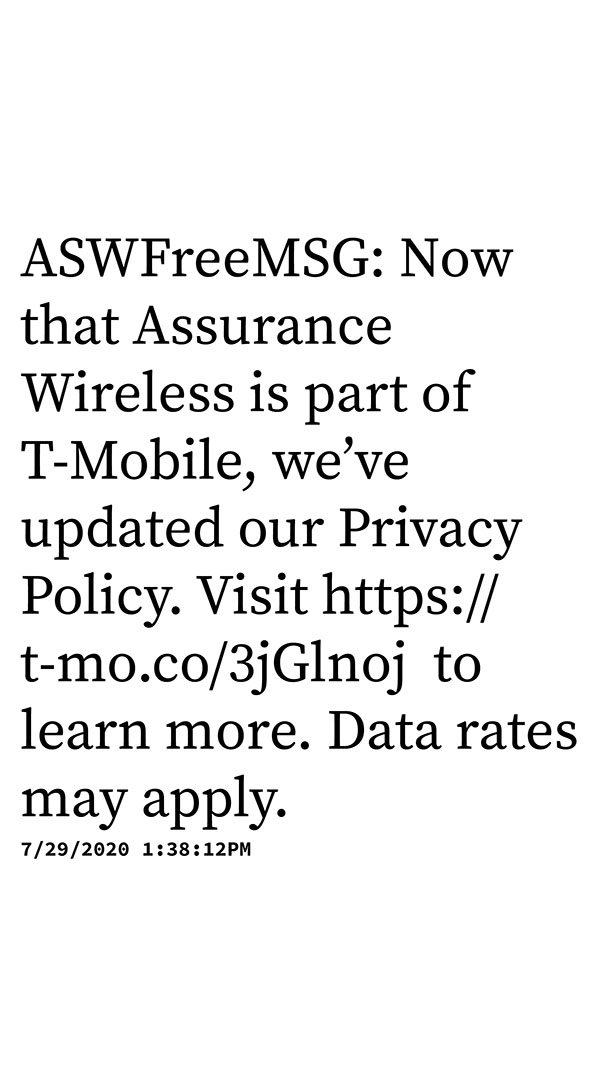 ASWFreeMSG: Now
that Assurance
Wireless is part of
T-Mobile, we’ve
updated our Privacy
Policy. Visit https://
t-mo.co/3jGlnoj  to
learn more. Data rates
may apply.
7/29/2020 1:38:12PM